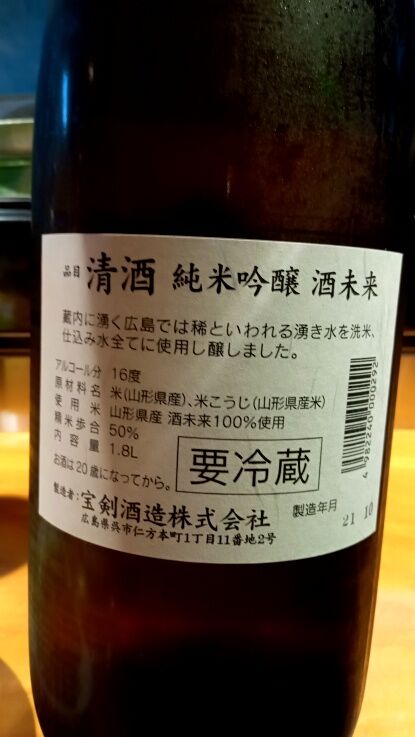 品目 清酒 純米吟醸 酒未来
蔵内に湧く広島では稀といわれる湧き水を洗米、
仕込み水全てに使用し醸しました。
アルコール分 16度
原材料名 米(山形県産)、米こうじ(山形県産米)
使用米 山形県産 酒未来100%使用
精米歩合 50%
内容量 1.8L
お酒は20歳になってから。
要冷蔵
製造者:宝剣酒造株式会社
広島県呉市仁方本町1丁目11番地2号
製造年月
21 10
4 982240 009292